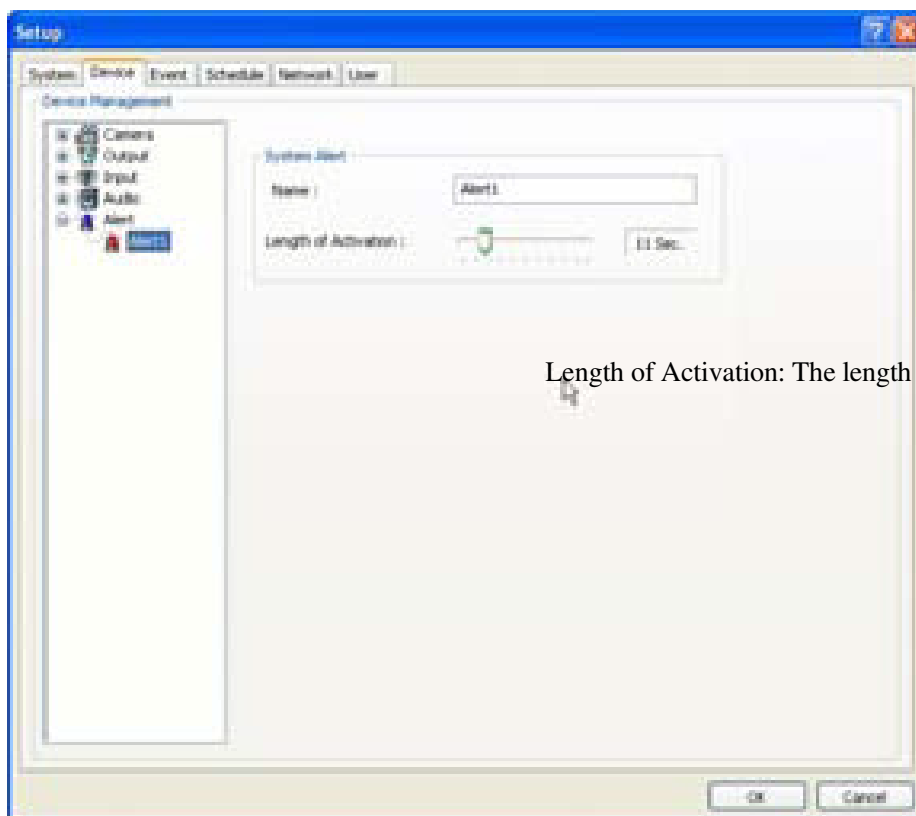 Setup
System Device Event Schedule Network User
Device Management
Camera
Output
Input
Audio
Alert
Alert1
System Alert
Name : Alert1
Length of Activation : 11 Sec.
Length of Activation: The length
OK Cancel